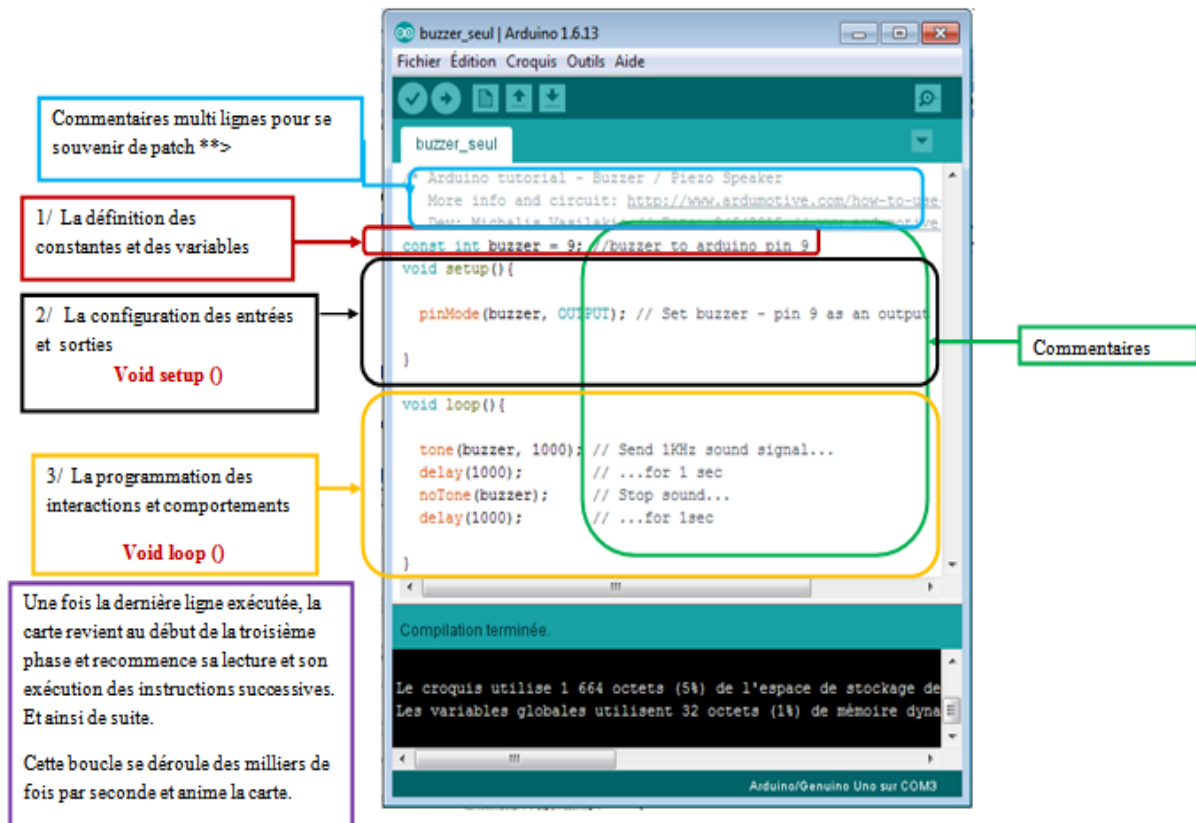 buzzer_seul | Arduino 1.6.13
Fichier Édition Croquis Outils Aide
buzzer_seul
Commentaires multi lignes pour se
souvenir de patch **>
1/ La définition des
constantes et des variables
2/ La configuration des entrées
et sorties
Void setup ()
3/ La programmation des
interactions et comportements
Void loop ()
Une fois la dernière ligne exécutée, la
carte revient au début de la troisième
phase et recommence sa lecture et son
exécution des instructions successives.
Et ainsi de suite.
Cette boucle se déroule des milliers de
fois par seconde et anime la carte.
/* Arduino tutorial - Buzzer / Piezo Speaker
More info and circuit: http://www.ardumotive.com/how-to-use-
Dev: Michalis Vasilakis //
const int buzzer = 9; //buzzer to arduino pin 9
void setup(){
pinMode(buzzer, OUTPUT); // Set buzzer - pin 9 as an output
}
void loop(){
tone(buzzer, 1000); // Send 1KHz sound signal...
delay(1000); // ...for 1 sec
noTone(buzzer); // Stop sound...
delay(1000); // ...for 1sec
}
Commentaires
Compilation terminée.
Le croquis utilise 1 664 octets (5%) de l'espace de stockage de
Les variables globales utilisent 32 octets (1%) de mémoire dyna
Arduino/Genuino Uno sur COM3